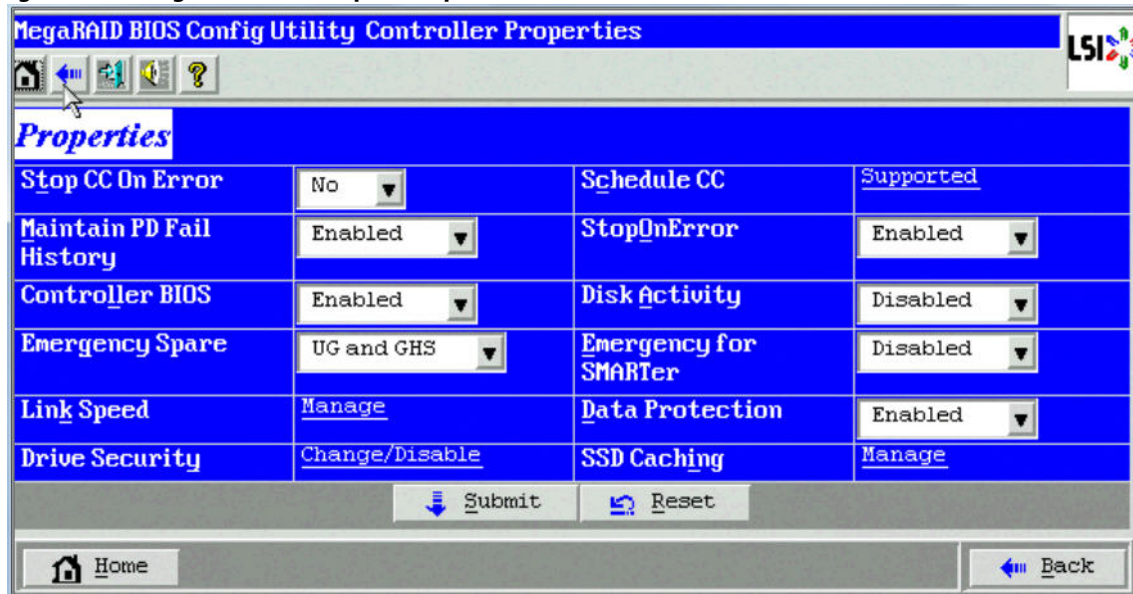 MegaRAID BIOS Config Utility Controller Properties
LSI
Properties
Stop CC On Error No Schedule CC Supported
Maintain PD Fail History Enabled StopOnError Enabled
Controller BIOS Enabled Disk Activity Disabled
Emergency Spare UG and GHS Emergency for SMARTer Disabled
Link Speed Manage Data Protection Enabled
Drive Security Change/Disable SSD Caching Manage
Submit Reset
Home Back